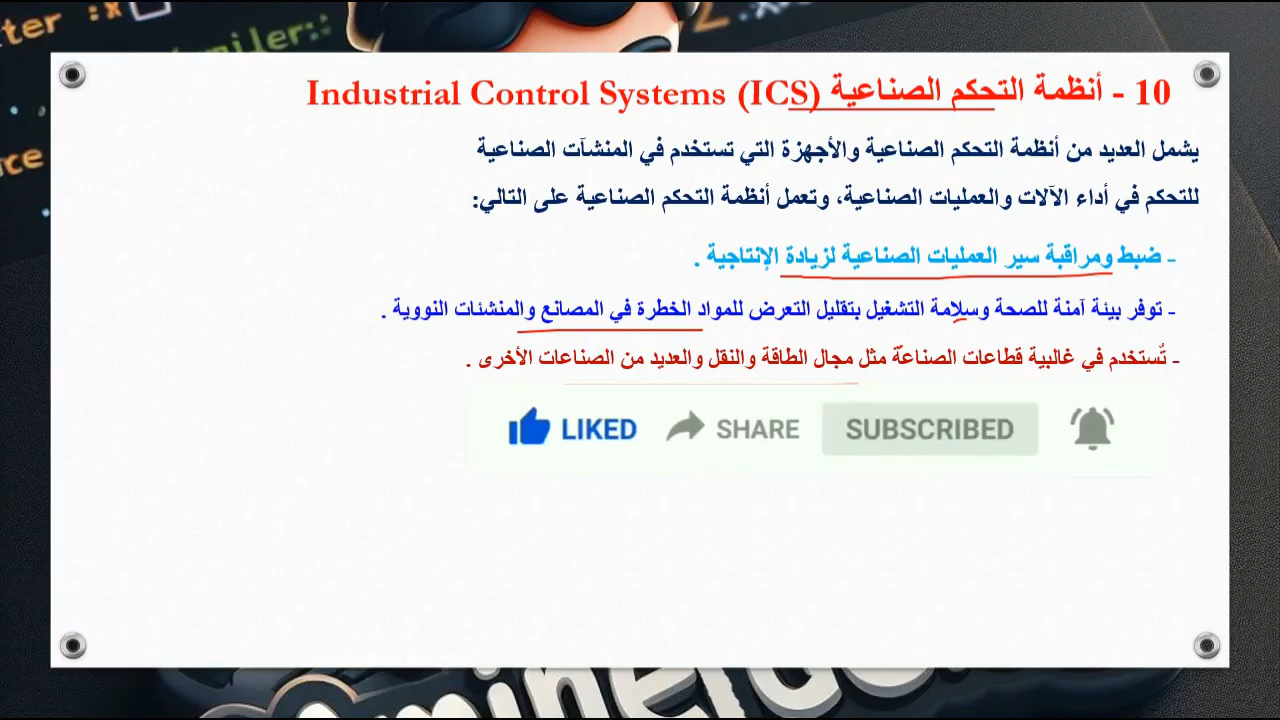 10 - أنظمة التحكم الصناعية Industrial Control Systems (ICS)
يشمل العديد من أنظمة التحكم الصناعية والأجهزة التي تستخدم في المنشآت الصناعية
للتحكم في أداء الآلات والعمليات الصناعية، وتعمل أنظمة التحكم الصناعية على التالي:
- ضبط ومراقبة سير العمليات الصناعية لزيادة الإنتاجية .
- توفر بيئة آمنة للصحة وسلامة التشغيل بتقليل التعرض للمواد الخطرة في المصانع والمنشئات النووية .
- تُستخدم في غالبية قطاعات الصناعة مثل مجال الطاقة والنقل والعديد من الصناعات الأخرى .
LIKED SHARE SUBSCRIBED